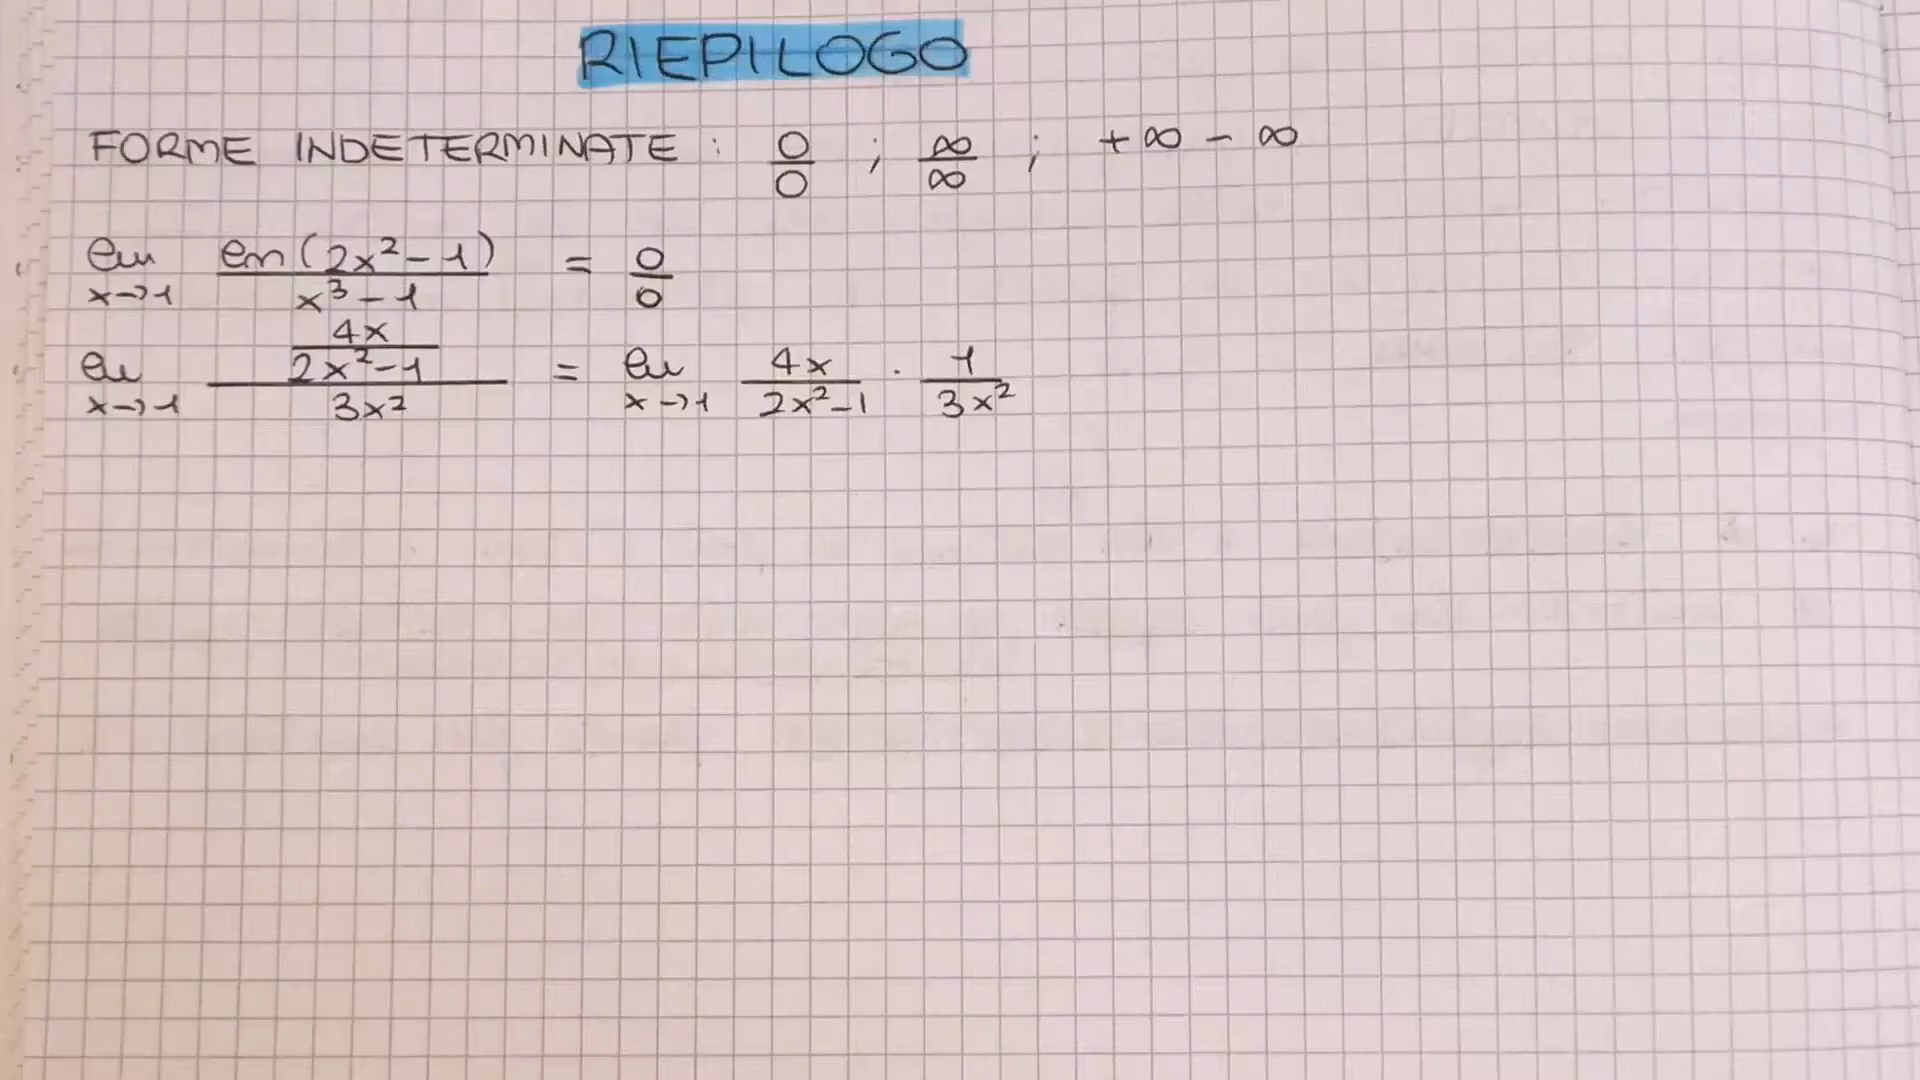 RIEPILOGO
FORME INDETERMINATE : 0/0 ; ∞/∞ ; +∞ - ∞
lim x→1 ln(2x²-1) / x³-1 = 0/0
lim x→1 4x/2x²-1 / 3x² = lim x→1 4x/2x²-1 · 1/3x²